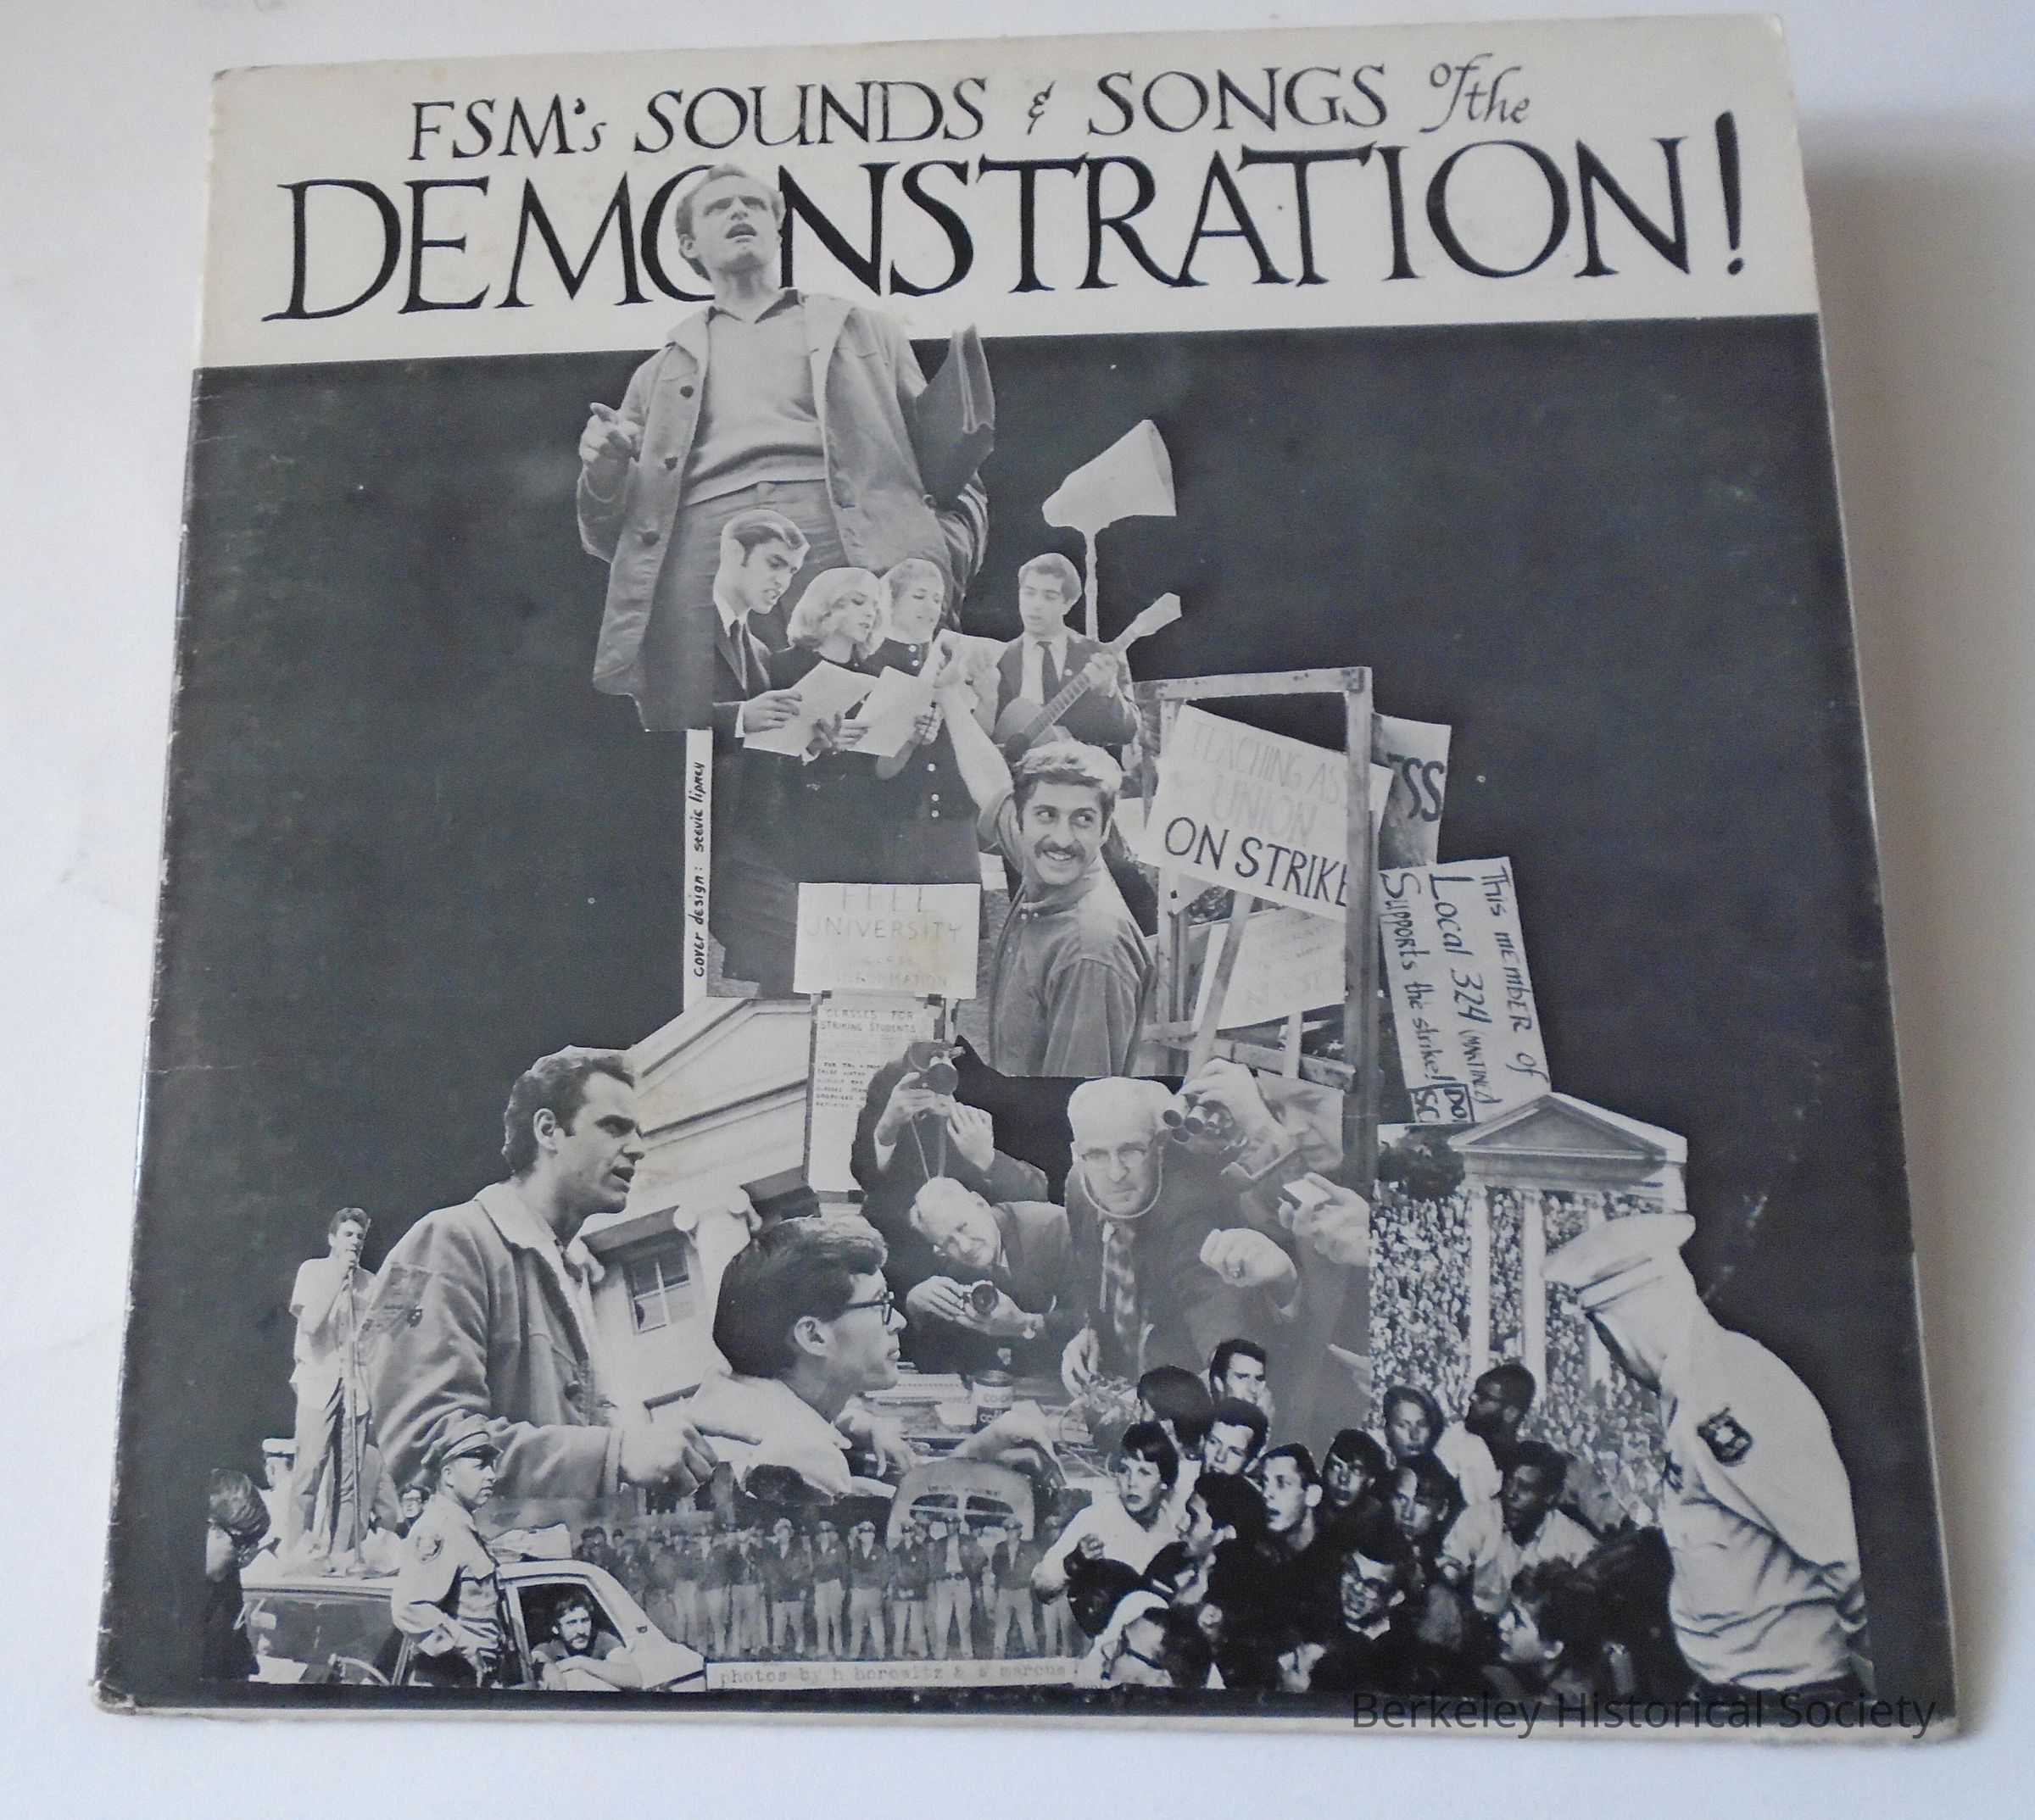 FSM's SOUNDS & SONGS of the
DEMONSTRATION!
cover design: stevie lipney
TEACHING ASS
UNION
ON STRIKE
SS
This member of
Local 324
Supports the strike!
UNIVERSITY
CLASSES FOR
STRIKING STUDENTS
photos by h horowitz & s marcus
Berkeley Historical Society